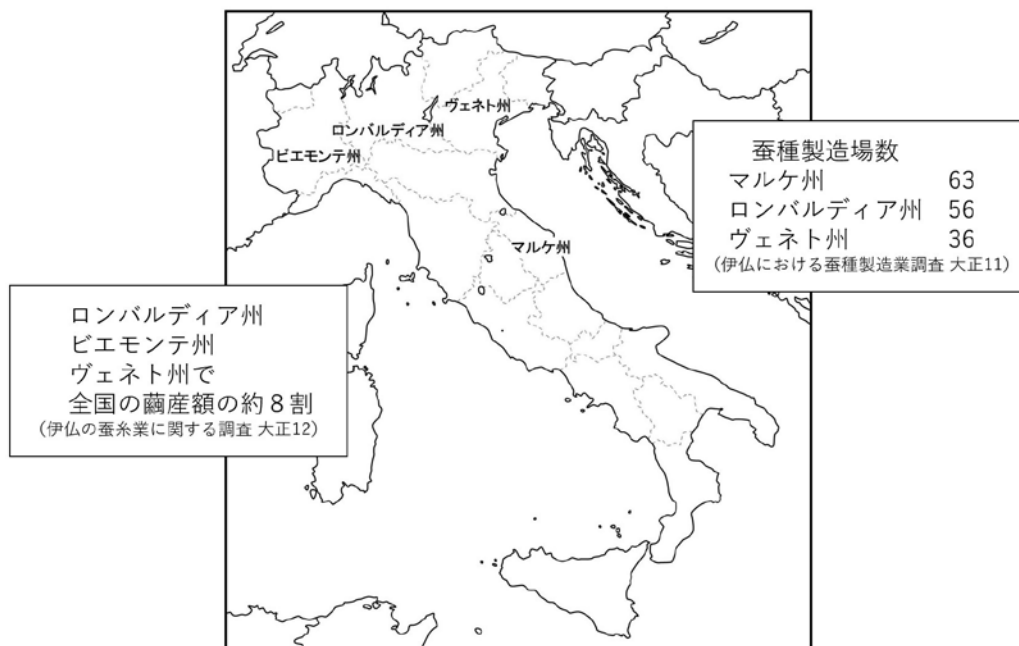 ヴェネト州
ロンバルディア州
ビエモンテ州
マルケ州
蚕種製造場数
マルケ州 63
ロンバルディア州 56
ヴェネト州 36
(伊仏における蚕種製造業調査 大正11)
ロンバルディア州
ビエモンテ州
ヴェネト州で
全国の繭産額の約8割
(伊仏の蚕糸業に関する調査 大正12)